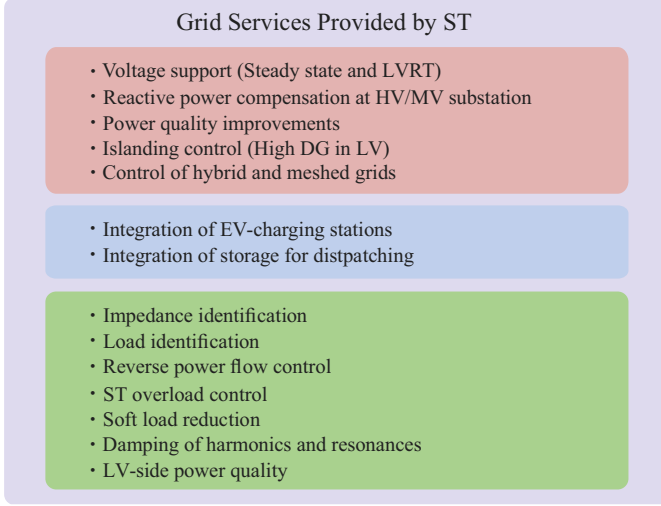 Grid Services Provided by ST
· Voltage support (Steady state and LVRT)
· Reactive power compensation at HV/MV substation
· Power quality improvements
· Islanding control (High DG in LV)
· Control of hybrid and meshed grids
· Integration of EV-charging stations
· Integration of storage for distpatching
· Impedance identification
· Load identification
· Reverse power flow control
· ST overload control
· Soft load reduction
· Damping of harmonics and resonances
· LV-side power quality